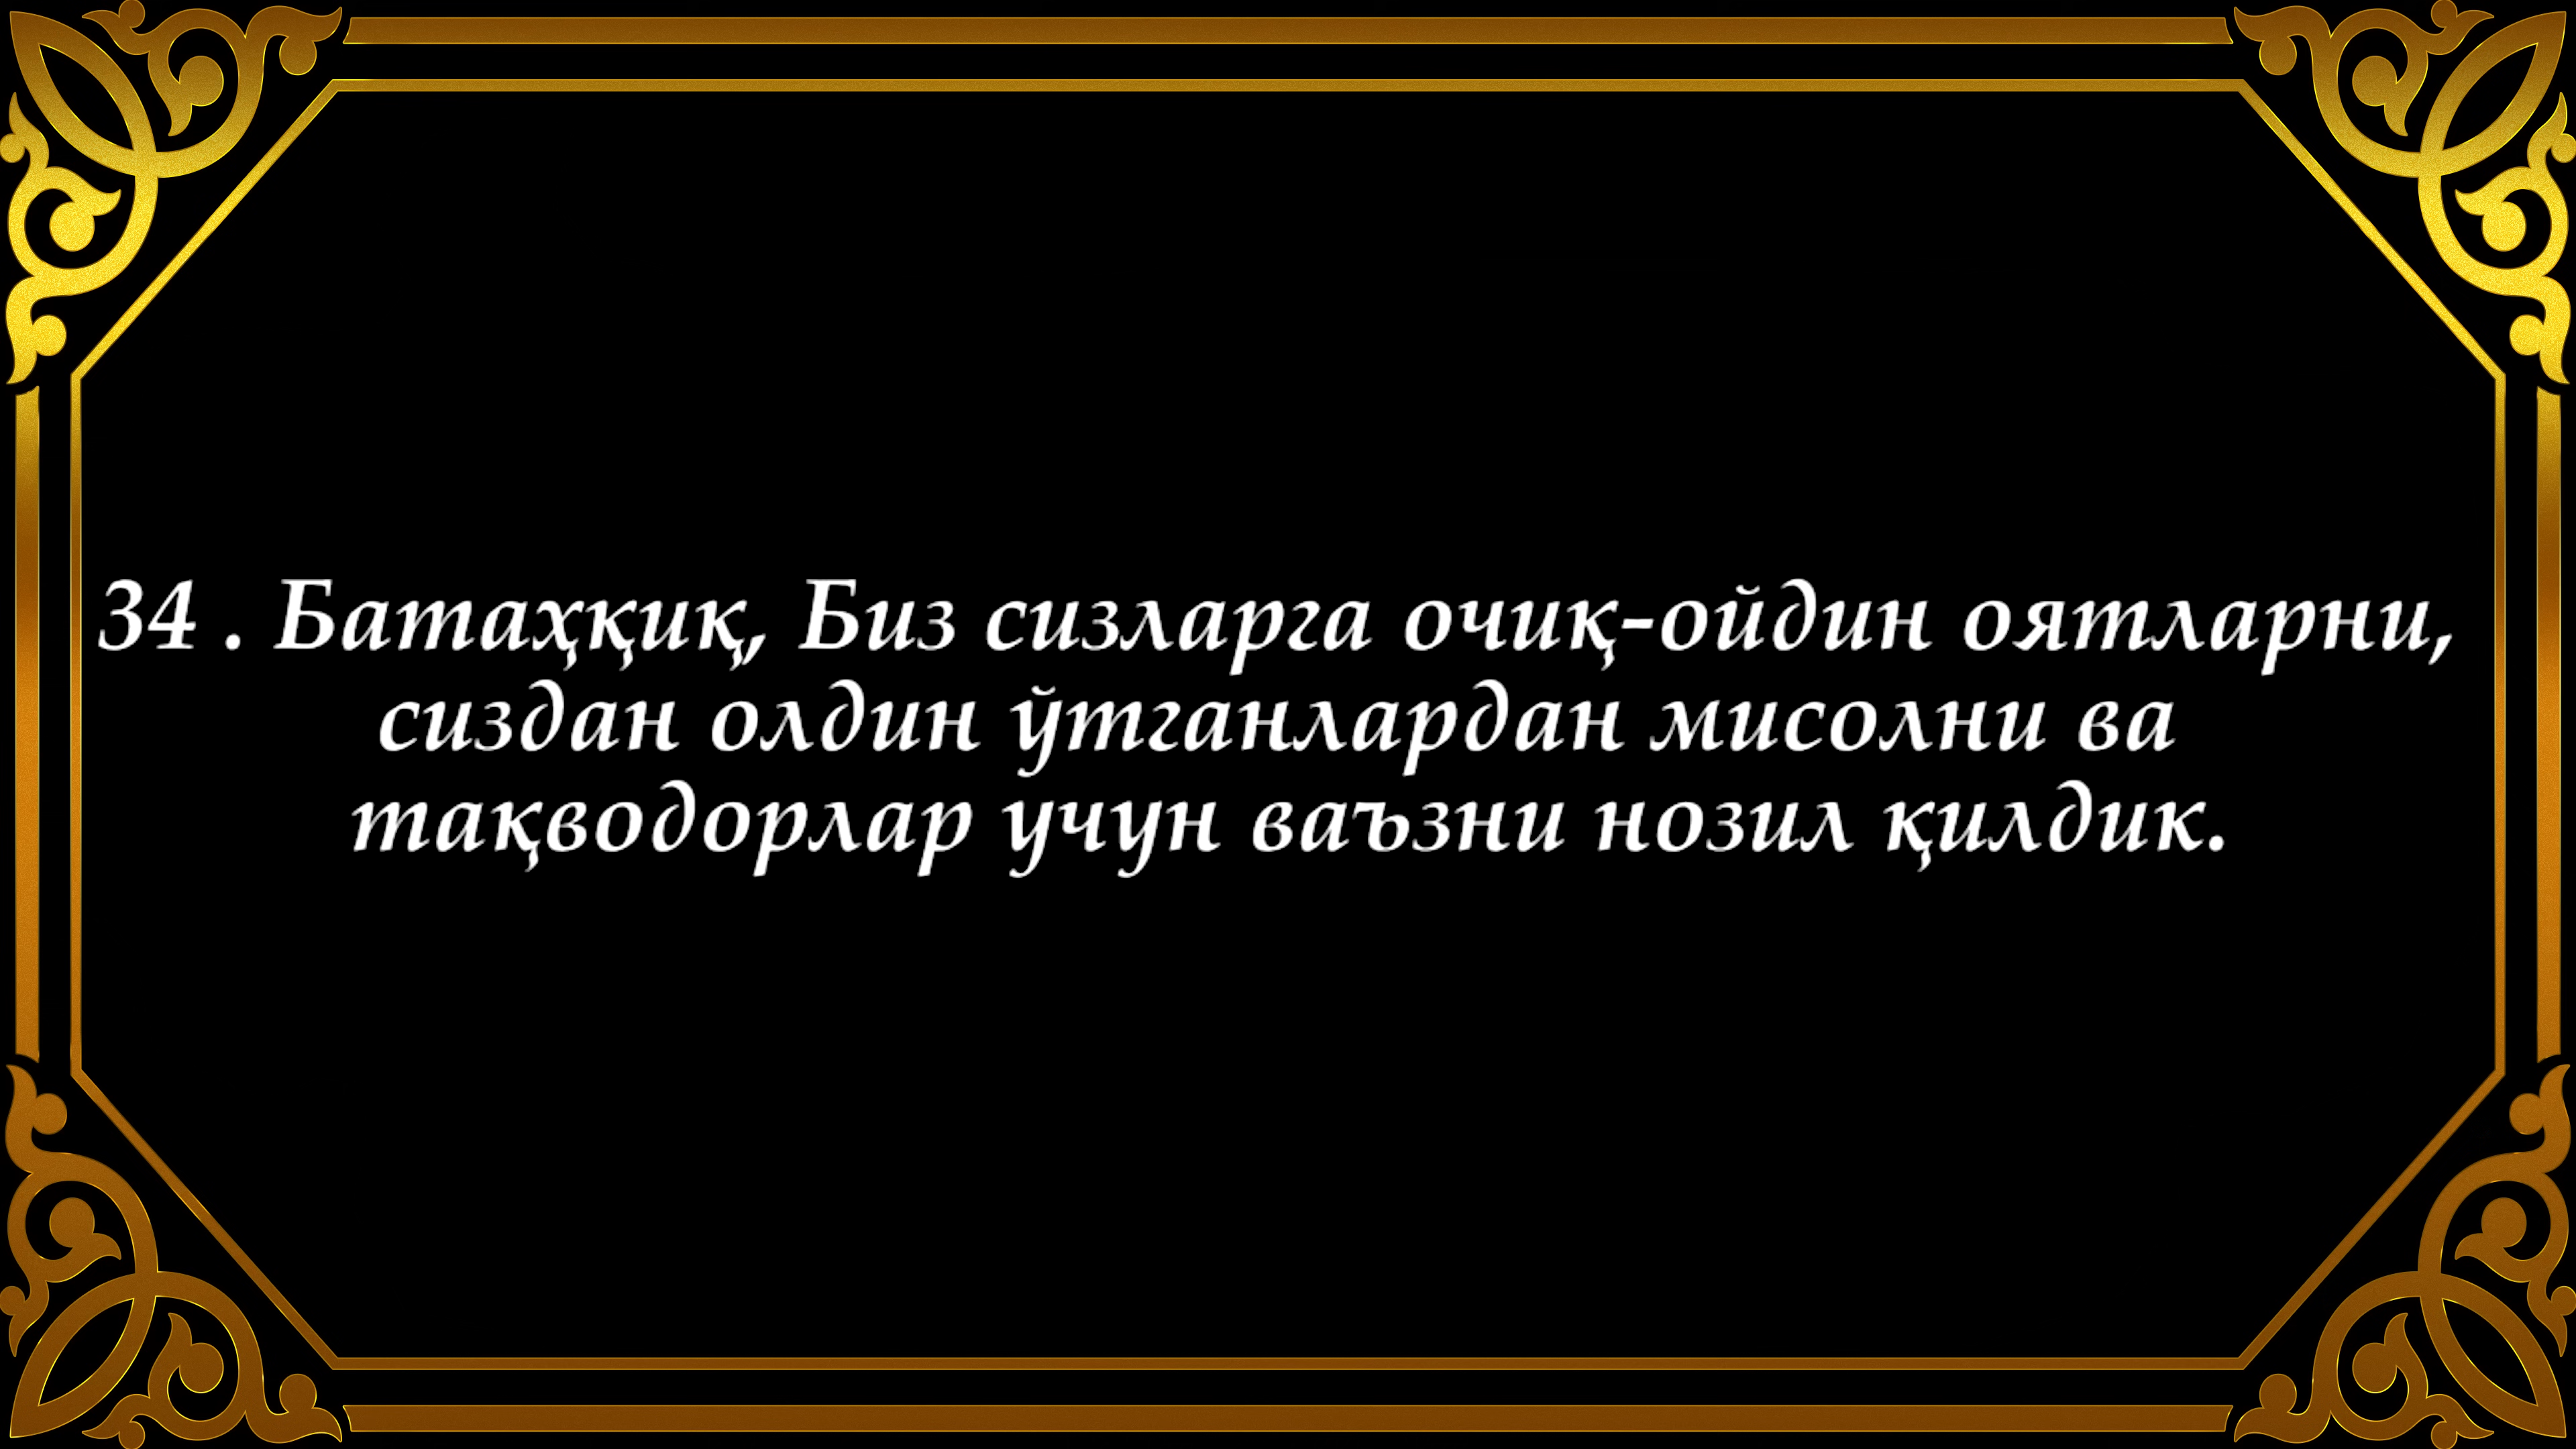 34 . Батаҳқиқ, Биз сизларга очиқ-ойдин оятларни,
сиздан олдин ўтганлардан мисолни ва
тақводорлар учун ваъзни нозил қилдик.